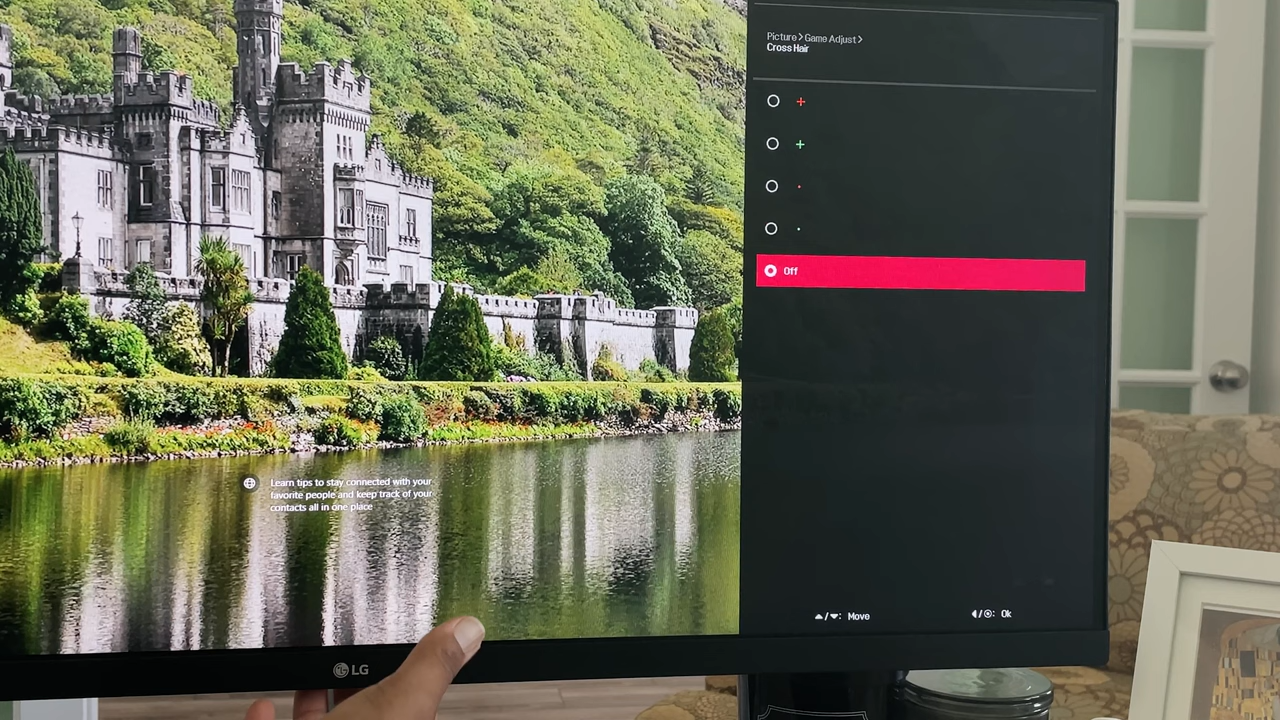 Picture > Game Adjust >
Cross Hair
Off
Learn tips to stay connected with your
favorite people and keep track of your
contacts all in one place
▲/▼: Move
◀/⊙: Ok
LG